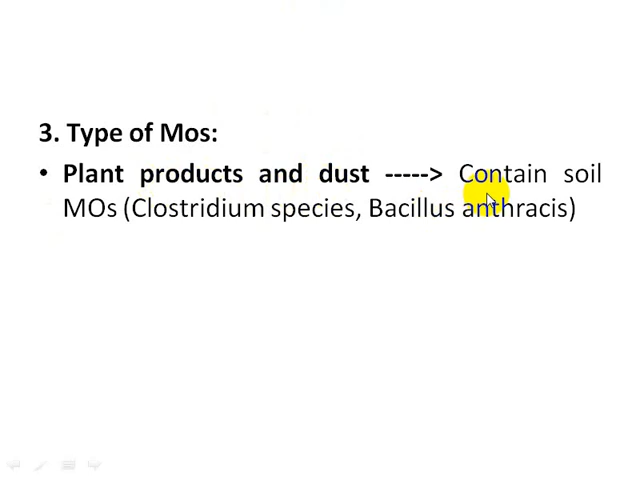 3. Type of Mos:
• Plant products and dust -----> Contain soil
MOs (Clostridium species, Bacillus anthracis)